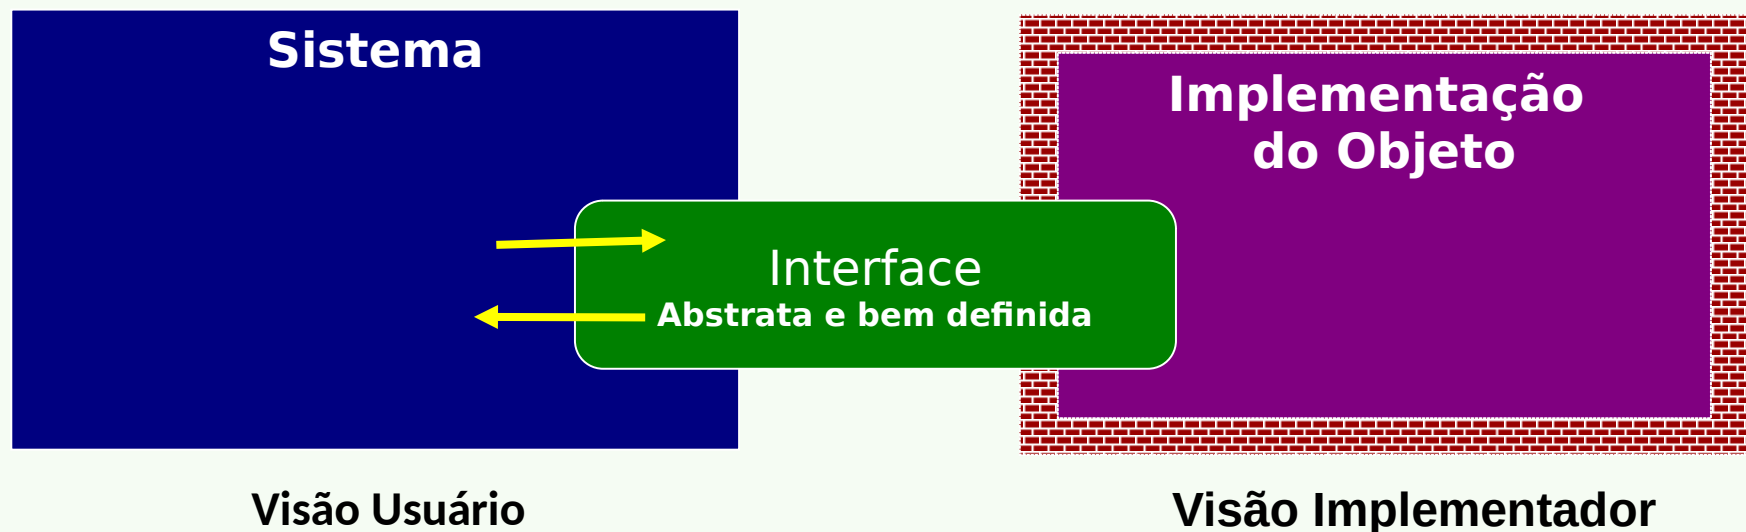 Sistema
Implementação
do Objeto
Interface
Abstrata e bem definida
Visão Usuário
Visão Implementador